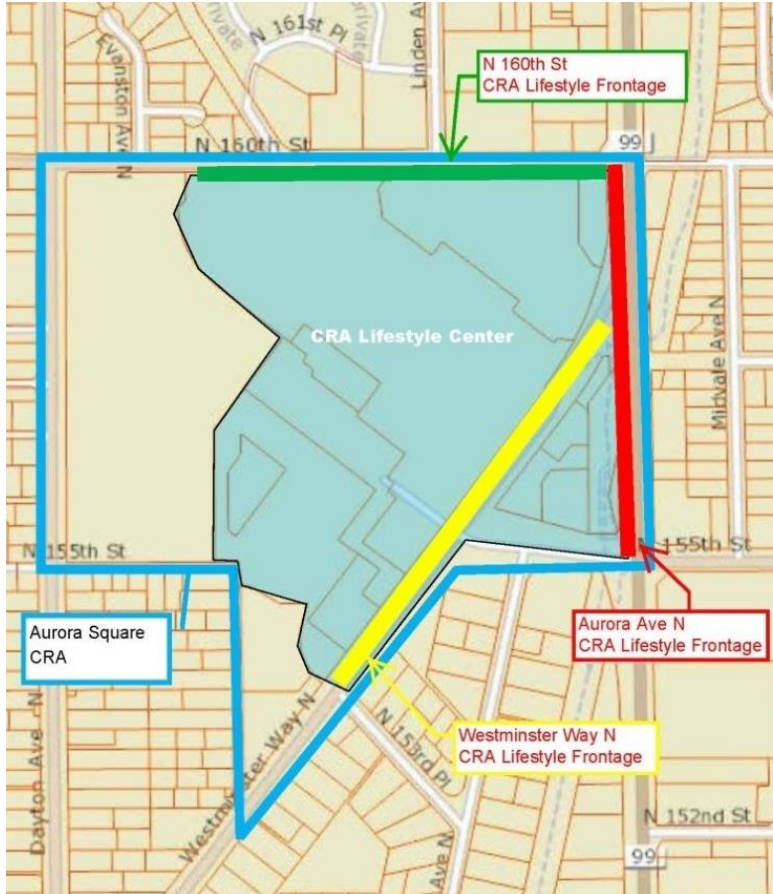 private
N 161st Pl
private
Linden Av
Evanston Ave N
N 160th St
CRA Lifestyle Frontage
N 160th St
99
CRA Lifestyle Center
Midvale Ave N
N 155th St
N 155th St
Aurora Square
CRA
Aurora Ave N
CRA Lifestyle Frontage
Westminster Way N
CRA Lifestyle Frontage
Dayton Ave N
Westminster Way N
N 153rd Pl
Ave N
N 152nd St
99